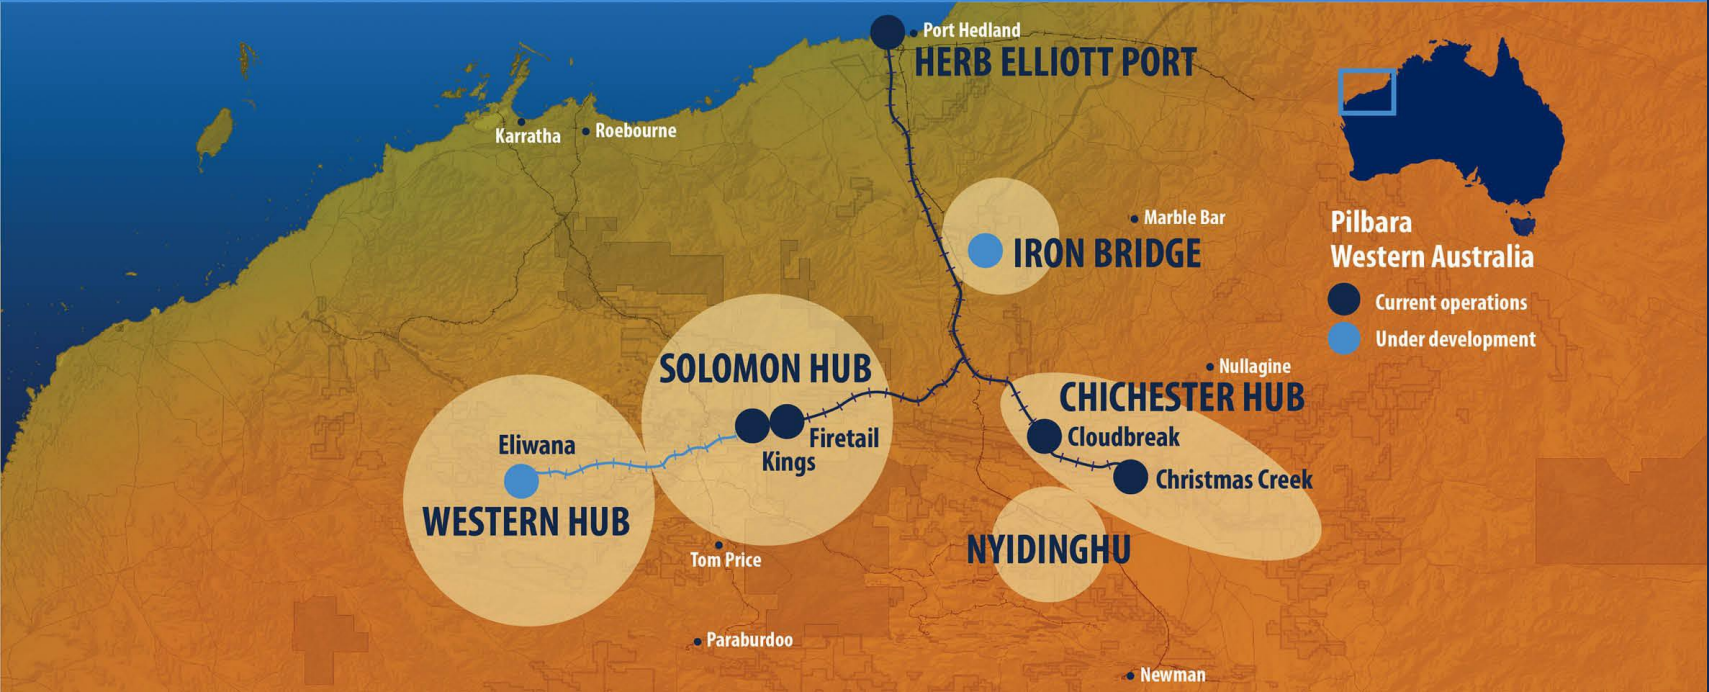 Port Hedland
HERB ELLIOTT PORT
Karratha
Roebourne
Marble Bar
IRON BRIDGE
Pilbara
Western Australia
Current operations
Under development
SOLOMON HUB
Nullagine
CHICHESTER HUB
Eliwana
Firetail
Kings
Cloudbreak
Christmas Creek
WESTERN HUB
NYIDINGHU
Tom Price
Paraburdoo
Newman